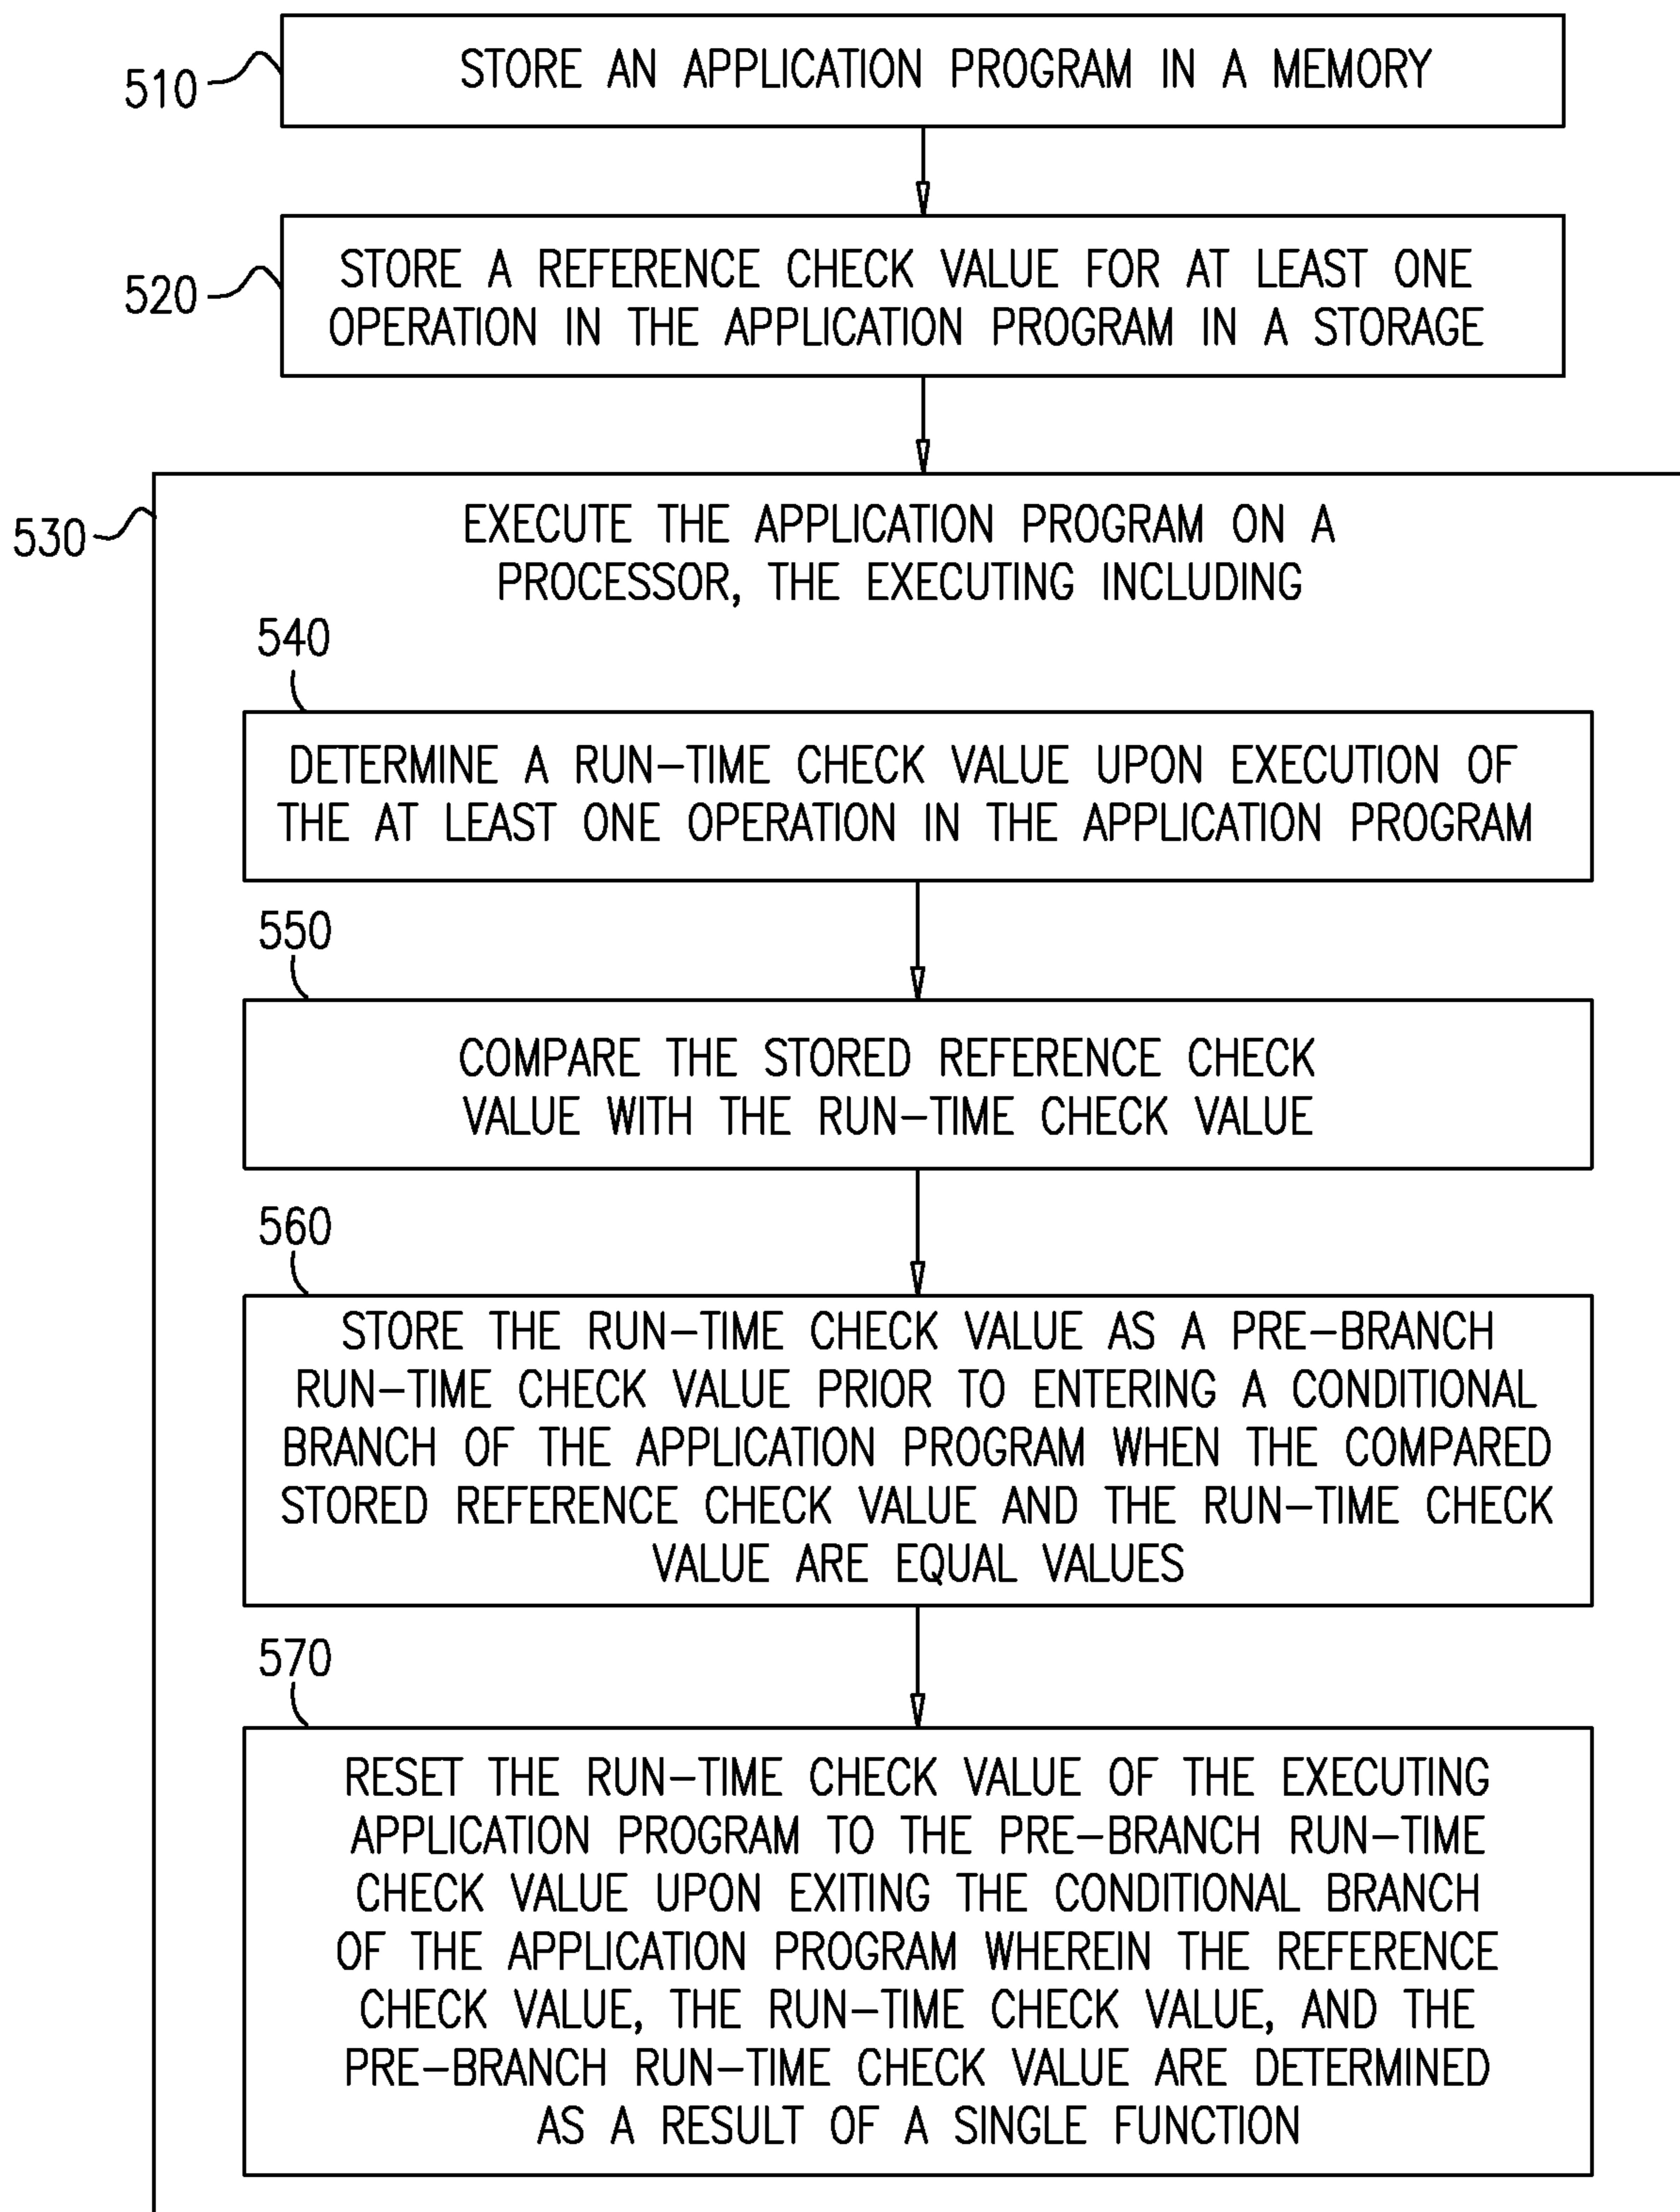 510
STORE AN APPLICATION PROGRAM IN A MEMORY
520
STORE A REFERENCE CHECK VALUE FOR AT LEAST ONE
OPERATION IN THE APPLICATION PROGRAM IN A STORAGE
530
EXECUTE THE APPLICATION PROGRAM ON A
PROCESSOR, THE EXECUTING INCLUDING
540
DETERMINE A RUN-TIME CHECK VALUE UPON EXECUTION OF
THE AT LEAST ONE OPERATION IN THE APPLICATION PROGRAM
550
COMPARE THE STORED REFERENCE CHECK
VALUE WITH THE RUN-TIME CHECK VALUE
560
STORE THE RUN-TIME CHECK VALUE AS A PRE-BRANCH
RUN-TIME CHECK VALUE PRIOR TO ENTERING A CONDITIONAL
BRANCH OF THE APPLICATION PROGRAM WHEN THE COMPARED
STORED REFERENCE CHECK VALUE AND THE RUN-TIME CHECK
VALUE ARE EQUAL VALUES
570
RESET THE RUN-TIME CHECK VALUE OF THE EXECUTING
APPLICATION PROGRAM TO THE PRE-BRANCH RUN-TIME
CHECK VALUE UPON EXITING THE CONDITIONAL BRANCH
OF THE APPLICATION PROGRAM WHEREIN THE REFERENCE
CHECK VALUE, THE RUN-TIME CHECK VALUE, AND THE
PRE-BRANCH RUN-TIME CHECK VALUE ARE DETERMINED
AS A RESULT OF A SINGLE FUNCTION